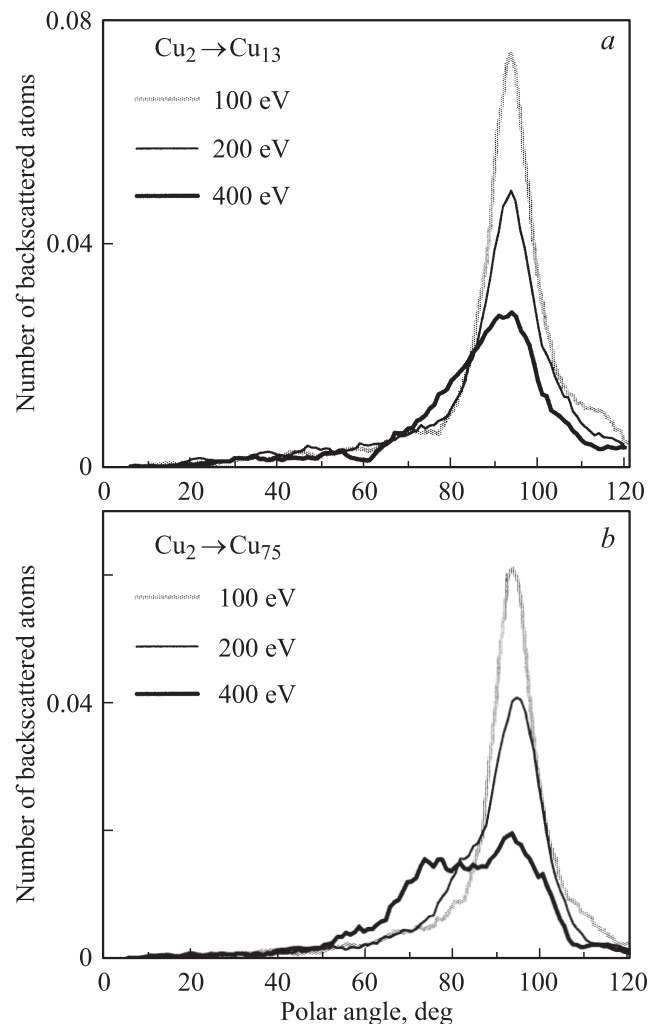 0.08
a
Cu₂→Cu₁₃
100 eV
200 eV
400 eV
0.04
0
Number of backscattered atoms
0 20 40 60 80 100 120
b
Cu₂→Cu₇₅
100 eV
200 eV
400 eV
0.04
0
Number of backscattered atoms
0 20 40 60 80 100 120
Polar angle, deg